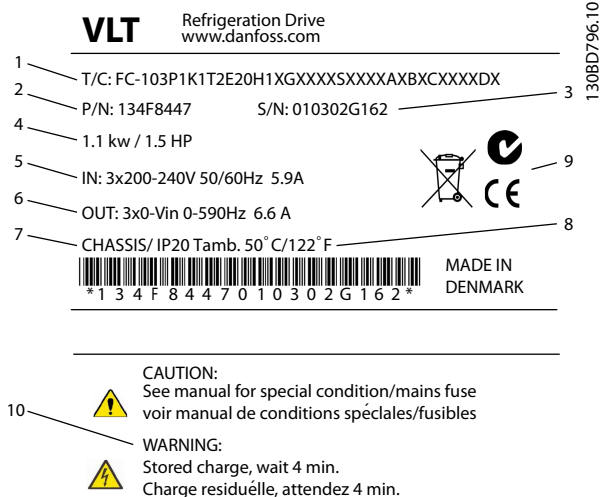 VLT
Refrigeration Drive
www.danfoss.com
130BD796.10
1
T/C: FC-103P1K1T2E20H1XGXXXXSXXXXAXBXCXXXXDX
2
P/N: 134F8447 S/N: 010302G162
3
4
1.1 kw / 1.5 HP
5
IN: 3x200-240V 50/60Hz 5.9A
9
6
OUT: 3x0-Vin 0-590Hz 6.6 A
7
CHASSIS/ IP20 Tamb. 50˚C/122˚F
8
CE
*134F8447010302G162*
MADE IN
DENMARK
CAUTION:
See manual for special condition/mains fuse
voir manual de conditions spéclales/fusibles
10
WARNING:
Stored charge, wait 4 min.
Charge residuélle, attendez 4 min.